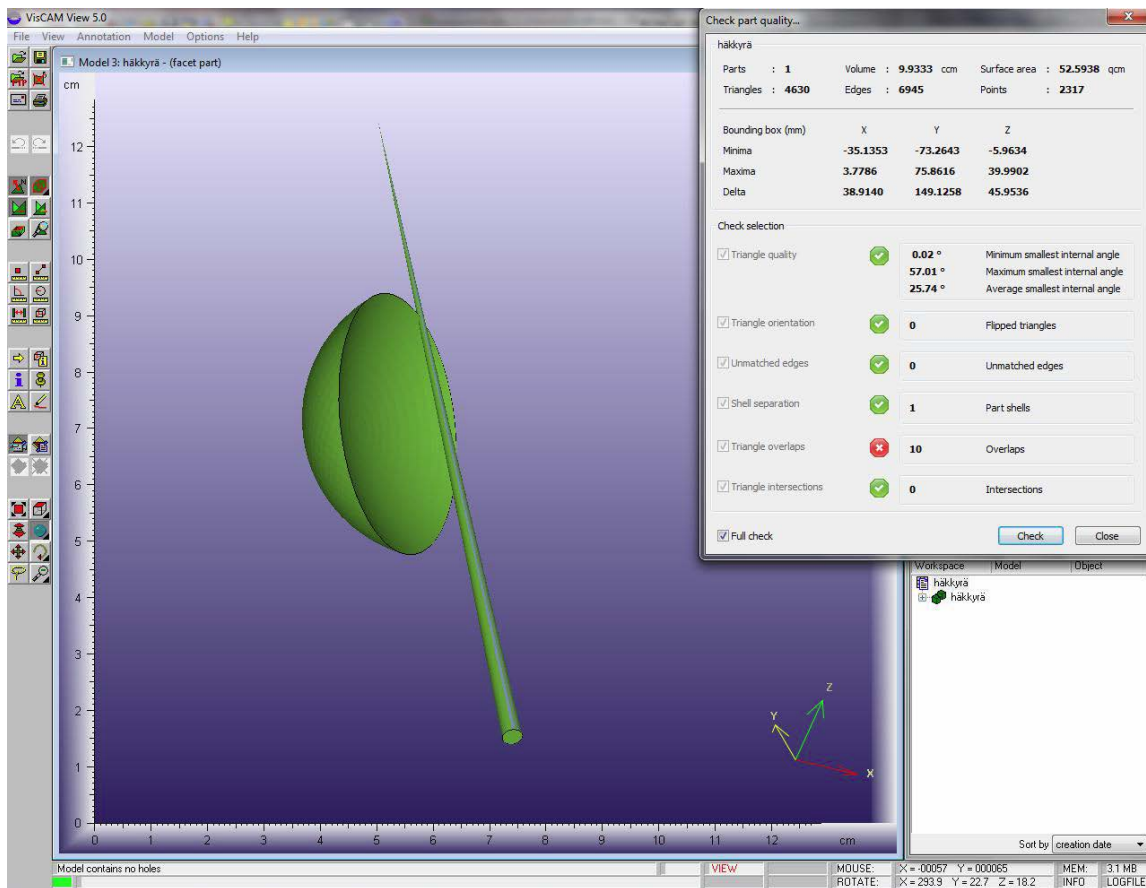 VisCAM View 5.0
File View Annotation Model Options Help
Model 3: häkkyrä - (facet part)
cm
12
11
10
9
8
7
6
5
4
3
2
1
0
0 1 2 3 4 5 6 7 8 9 10 11 12 cm
Z
Y
X
Check part quality...
häkkyrä
Parts : 1 Volume : 9.9333 ccm Surface area : 52.5938 qcm
Triangles : 4630 Edges : 6945 Points : 2317
Bounding box (mm) X Y Z
Minima -35.1353 -73.2643 -5.9634
Maxima 3.7786 75.8616 39.9902
Delta 38.9140 149.1258 45.9536
Check selection
Triangle quality 0.02 ° Minimum smallest internal angle
57.01 ° Maximum smallest internal angle
25.74 ° Average smallest internal angle
Triangle orientation 0 Flipped triangles
Unmatched edges 0 Unmatched edges
Shell separation 1 Part shells
Triangle overlaps 10 Overlaps
Triangle intersections 0 Intersections
Full check Check Close
Workspace Model Object
häkkyrä
häkkyrä
Sort by creation date
Model contains no holes VIEW MOUSE: X = -00057 Y = 000065 MEM: 3.1 MB
ROTATE: X = 293.9 Y = 22.7 Z = 18.2 INFO LOGFILE